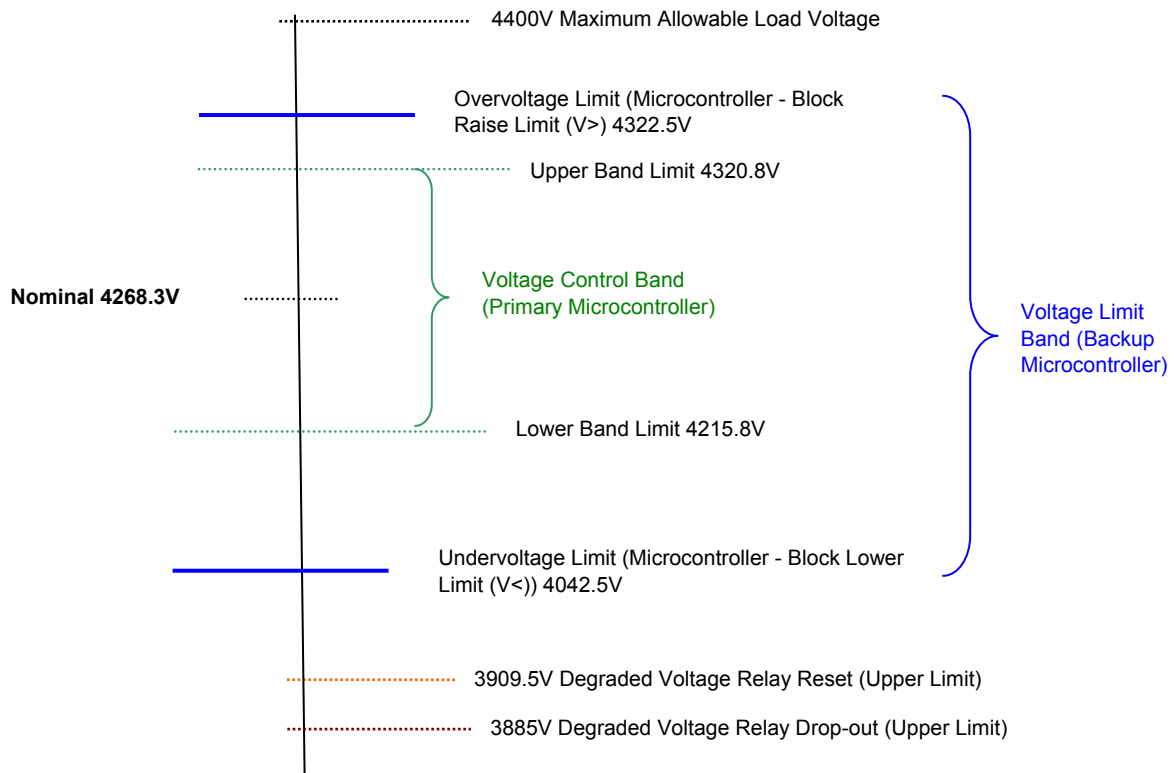 4400V Maximum Allowable Load Voltage
Overvoltage Limit (Microcontroller - Block
Raise Limit (V>) 4322.5V
Upper Band Limit 4320.8V
Nominal 4268.3V
Voltage Control Band
(Primary Microcontroller)
Voltage Limit
Band (Backup
Microcontroller)
Lower Band Limit 4215.8V
Undervoltage Limit (Microcontroller - Block Lower
Limit (V<)) 4042.5V
3909.5V Degraded Voltage Relay Reset (Upper Limit)
3885V Degraded Voltage Relay Drop-out (Upper Limit)